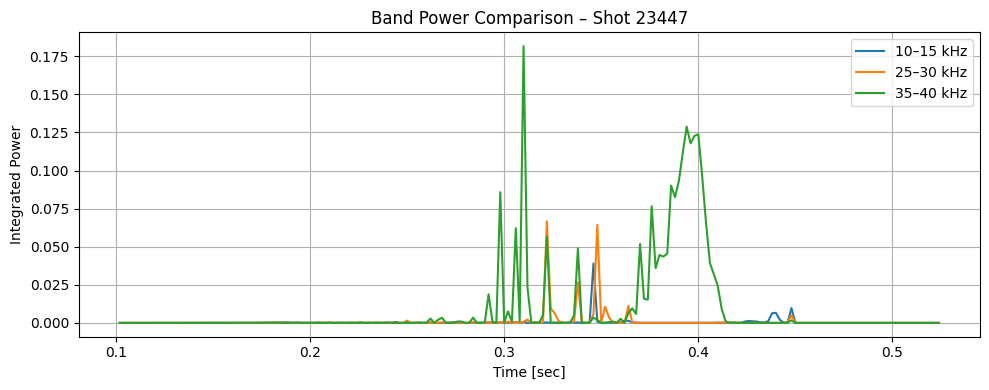 Band Power Comparison – Shot 23447
10–15 kHz
25–30 kHz
35–40 kHz
Integrated Power
0.175
0.150
0.125
0.100
0.075
0.050
0.025
0.000
0.1 0.2 0.3 0.4 0.5
Time [sec]